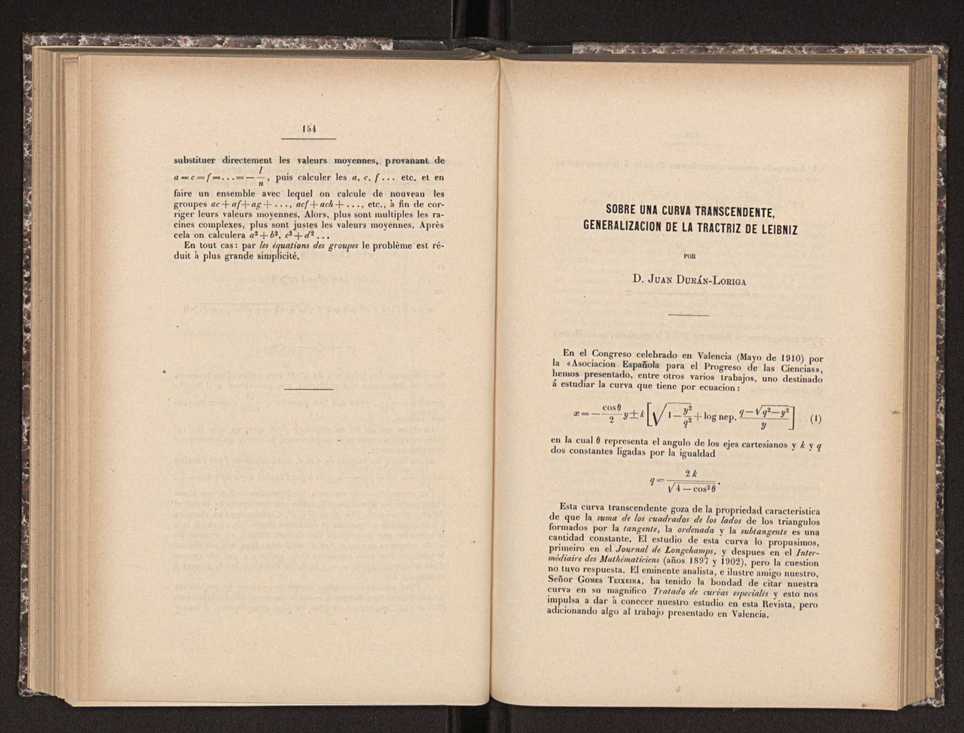 154
substituer directement les valeurs moyennes, provenant de
a = c = f = . . . = — l/n , puis calculer les a, c, f . . . etc. et en
faire un ensemble avec lequel on calcule de nouveau les
groupes ac + af + ag + . . . , acf + ach + . . . , etc., à fin de cor-
riger leurs valeurs moyennes. Alors, plus sont multiples les ra-
cines complexes, plus sont justes les valeurs moyennes. Après
cela on calculera a² + b², c² + d² . . .
En tout cas : par les équations des groupes le problème est ré-
duit à plus grande simplicité.
SOBRE UNA CURVA TRANSCENDENTE,
GENERALIZACION DE LA TRACTRIZ DE LEIBNIZ
POR
D. JUAN DURÁN-LORIGA
En el Congreso celebrado en Valencia (Mayo de 1910) por
la «Asociacion Española para el Progreso de las Ciencias»,
hemos presentado, entre otros varios trabajos, uno destinado
á estudiar la curva que tiene por ecuacion :
x = — cos θ/2 y ± k [√(1 — y²/q²) + log nep. (q — √(q² — y²))/y] (1)
en la cual θ representa el angulo de los ejes cartesianos y k y q
dos constantes ligadas por la igualdad
q = 2 k/√(4 — cos² θ) .
Esta curva transcendente goza de la propriedad caracteristica
de que la suma de los cuadrados de los lados de los triangulos
formados por la tangente, la ordenada y la subtangente es una
cantidad constante. El estudio de esta curva lo propusimos,
primeiro en el Journal de Longchamps, y despues en el Inter-
médiaire des Mathématiciens (años 1897 y 1902), pero la cuestion
no tuvo respuesta. El eminente analista, e ilustre amigo nuestro,
Señor GOMES TEIXEIRA, ha tenido la bondad de citar nuestra
curva en su magnifico Tratado de curvas especialis y esto nos
impulsa a dar à conocer nuestro estudio en esta Revista, pero
adicionando algo al trabajo presentado en Valencia.